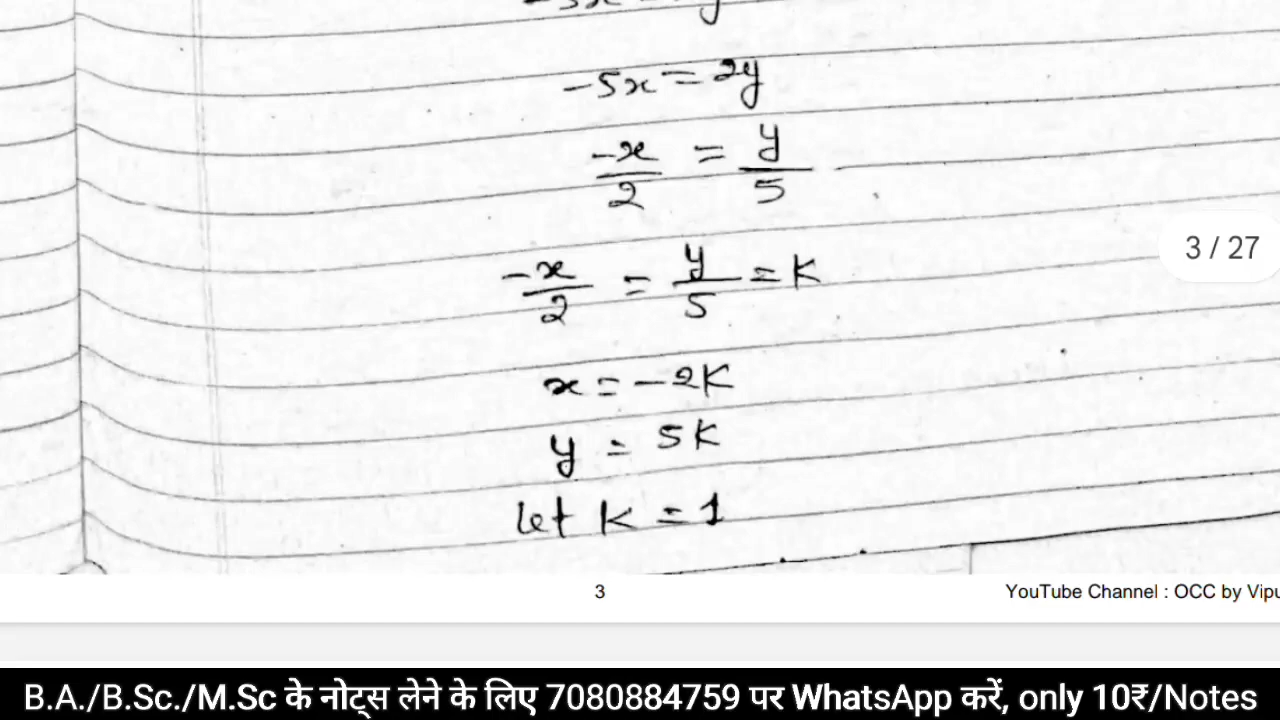 -5x = 2y
-x/2 = y/5
-x/2 = y/5 = K
3 / 27
x = -2K
y = 5K
let K = 1
3
YouTube Channel : OCC by Vipu
B.A./B.Sc./M.Sc के नोट्स लेने के लिए 7080884759 पर WhatsApp करें, only 10₹/Notes